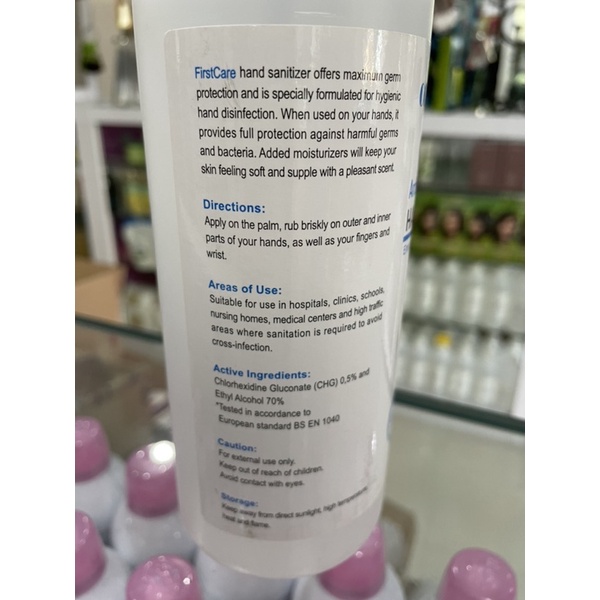 FirstCare hand sanitizer offers maximum germ
protection and is specially formulated for hygienic
hand disinfection. When used on your hands, it
provides full protection against harmful germs
and bacteria. Added moisturizers will keep your
skin feeling soft and supple with a pleasant scent.
Directions:
Apply on the palm, rub briskly on outer and inner
parts of your hands, as well as your fingers and
wrist.
Areas of Use:
Suitable for use in hospitals, clinics, schools,
nursing homes, medical centers and high traffic
areas where sanitation is required to avoid
cross-infection.
Active Ingredients:
Chlorhexidine Gluconate (CHG) 0,5% and
Ethyl Alcohol 70%
*Tested in accordance to
European standard BS EN 1040
Caution:
For external use only.
Keep out of reach of children.
Avoid contact with eyes.
Storage:
Keep away from direct sunlight, high temperature,
heat and flame.